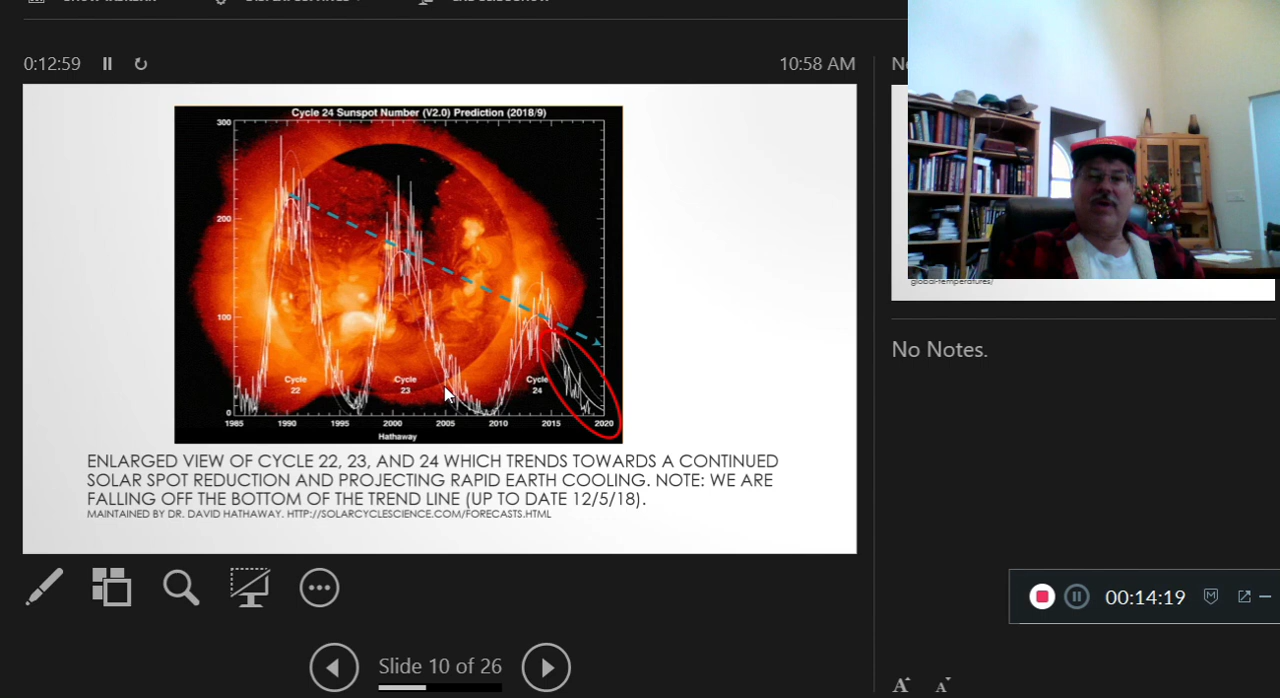 0:12:59
10:58 AM
Cycle 24 Sunspot Number (V2.0) Prediction (2018/9)
300
200
100
0
Cycle
22
Cycle
23
Cycle
24
1985 1990 1995 2000 2005 2010 2015 2020
Hathaway
ENLARGED VIEW OF CYCLE 22, 23, AND 24 WHICH TRENDS TOWARDS A CONTINUED
SOLAR SPOT REDUCTION AND PROJECTING RAPID EARTH COOLING. NOTE: WE ARE
FALLING OFF THE BOTTOM OF THE TREND LINE (UP TO DATE 12/5/18).
MAINTAINED BY DR. DAVID HATHAWAY. HTTP://SOLARCYCLESCIENCE.COM/FORECASTS.HTML
global-temperatures/
No Notes.
00:14:19
Slide 10 of 26
A A